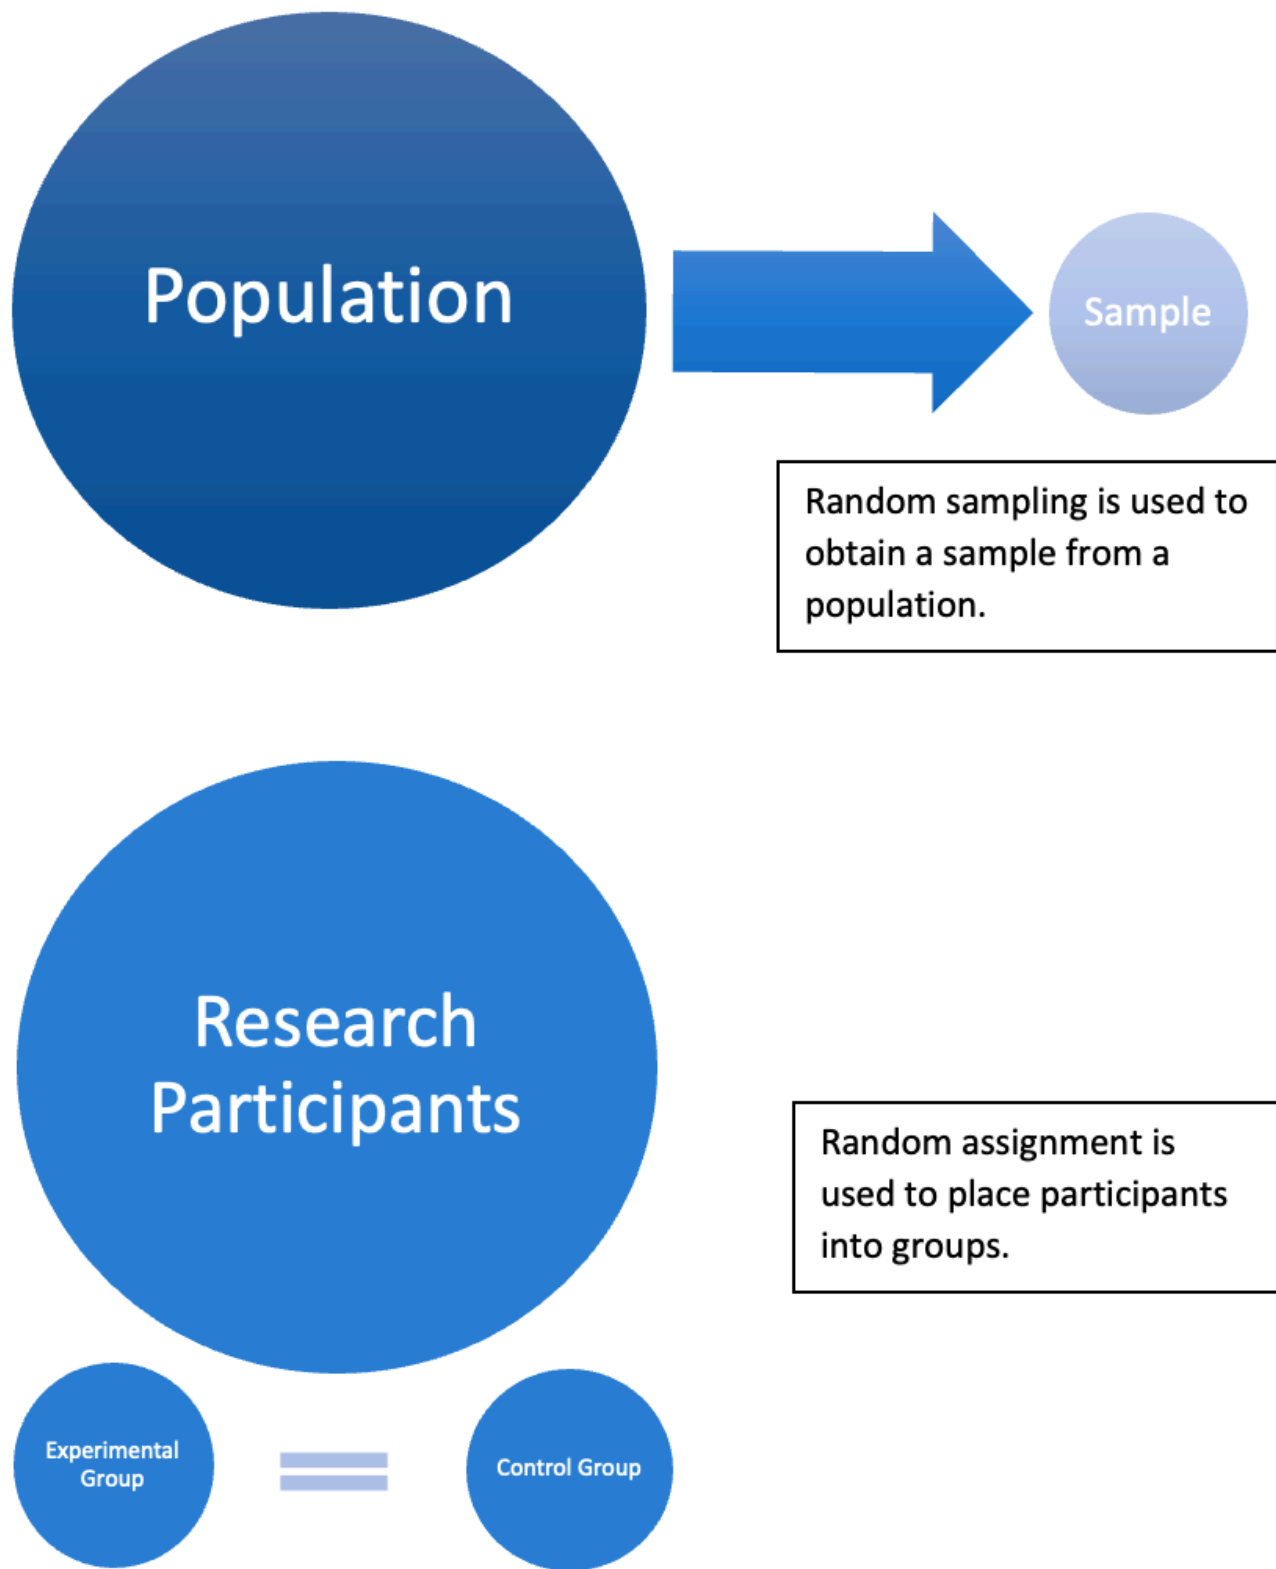 Population
Sample
Random sampling is used to
obtain a sample from a
population.
Research
Participants
Random assignment is
used to place participants
into groups.
Experimental
Group
Control Group